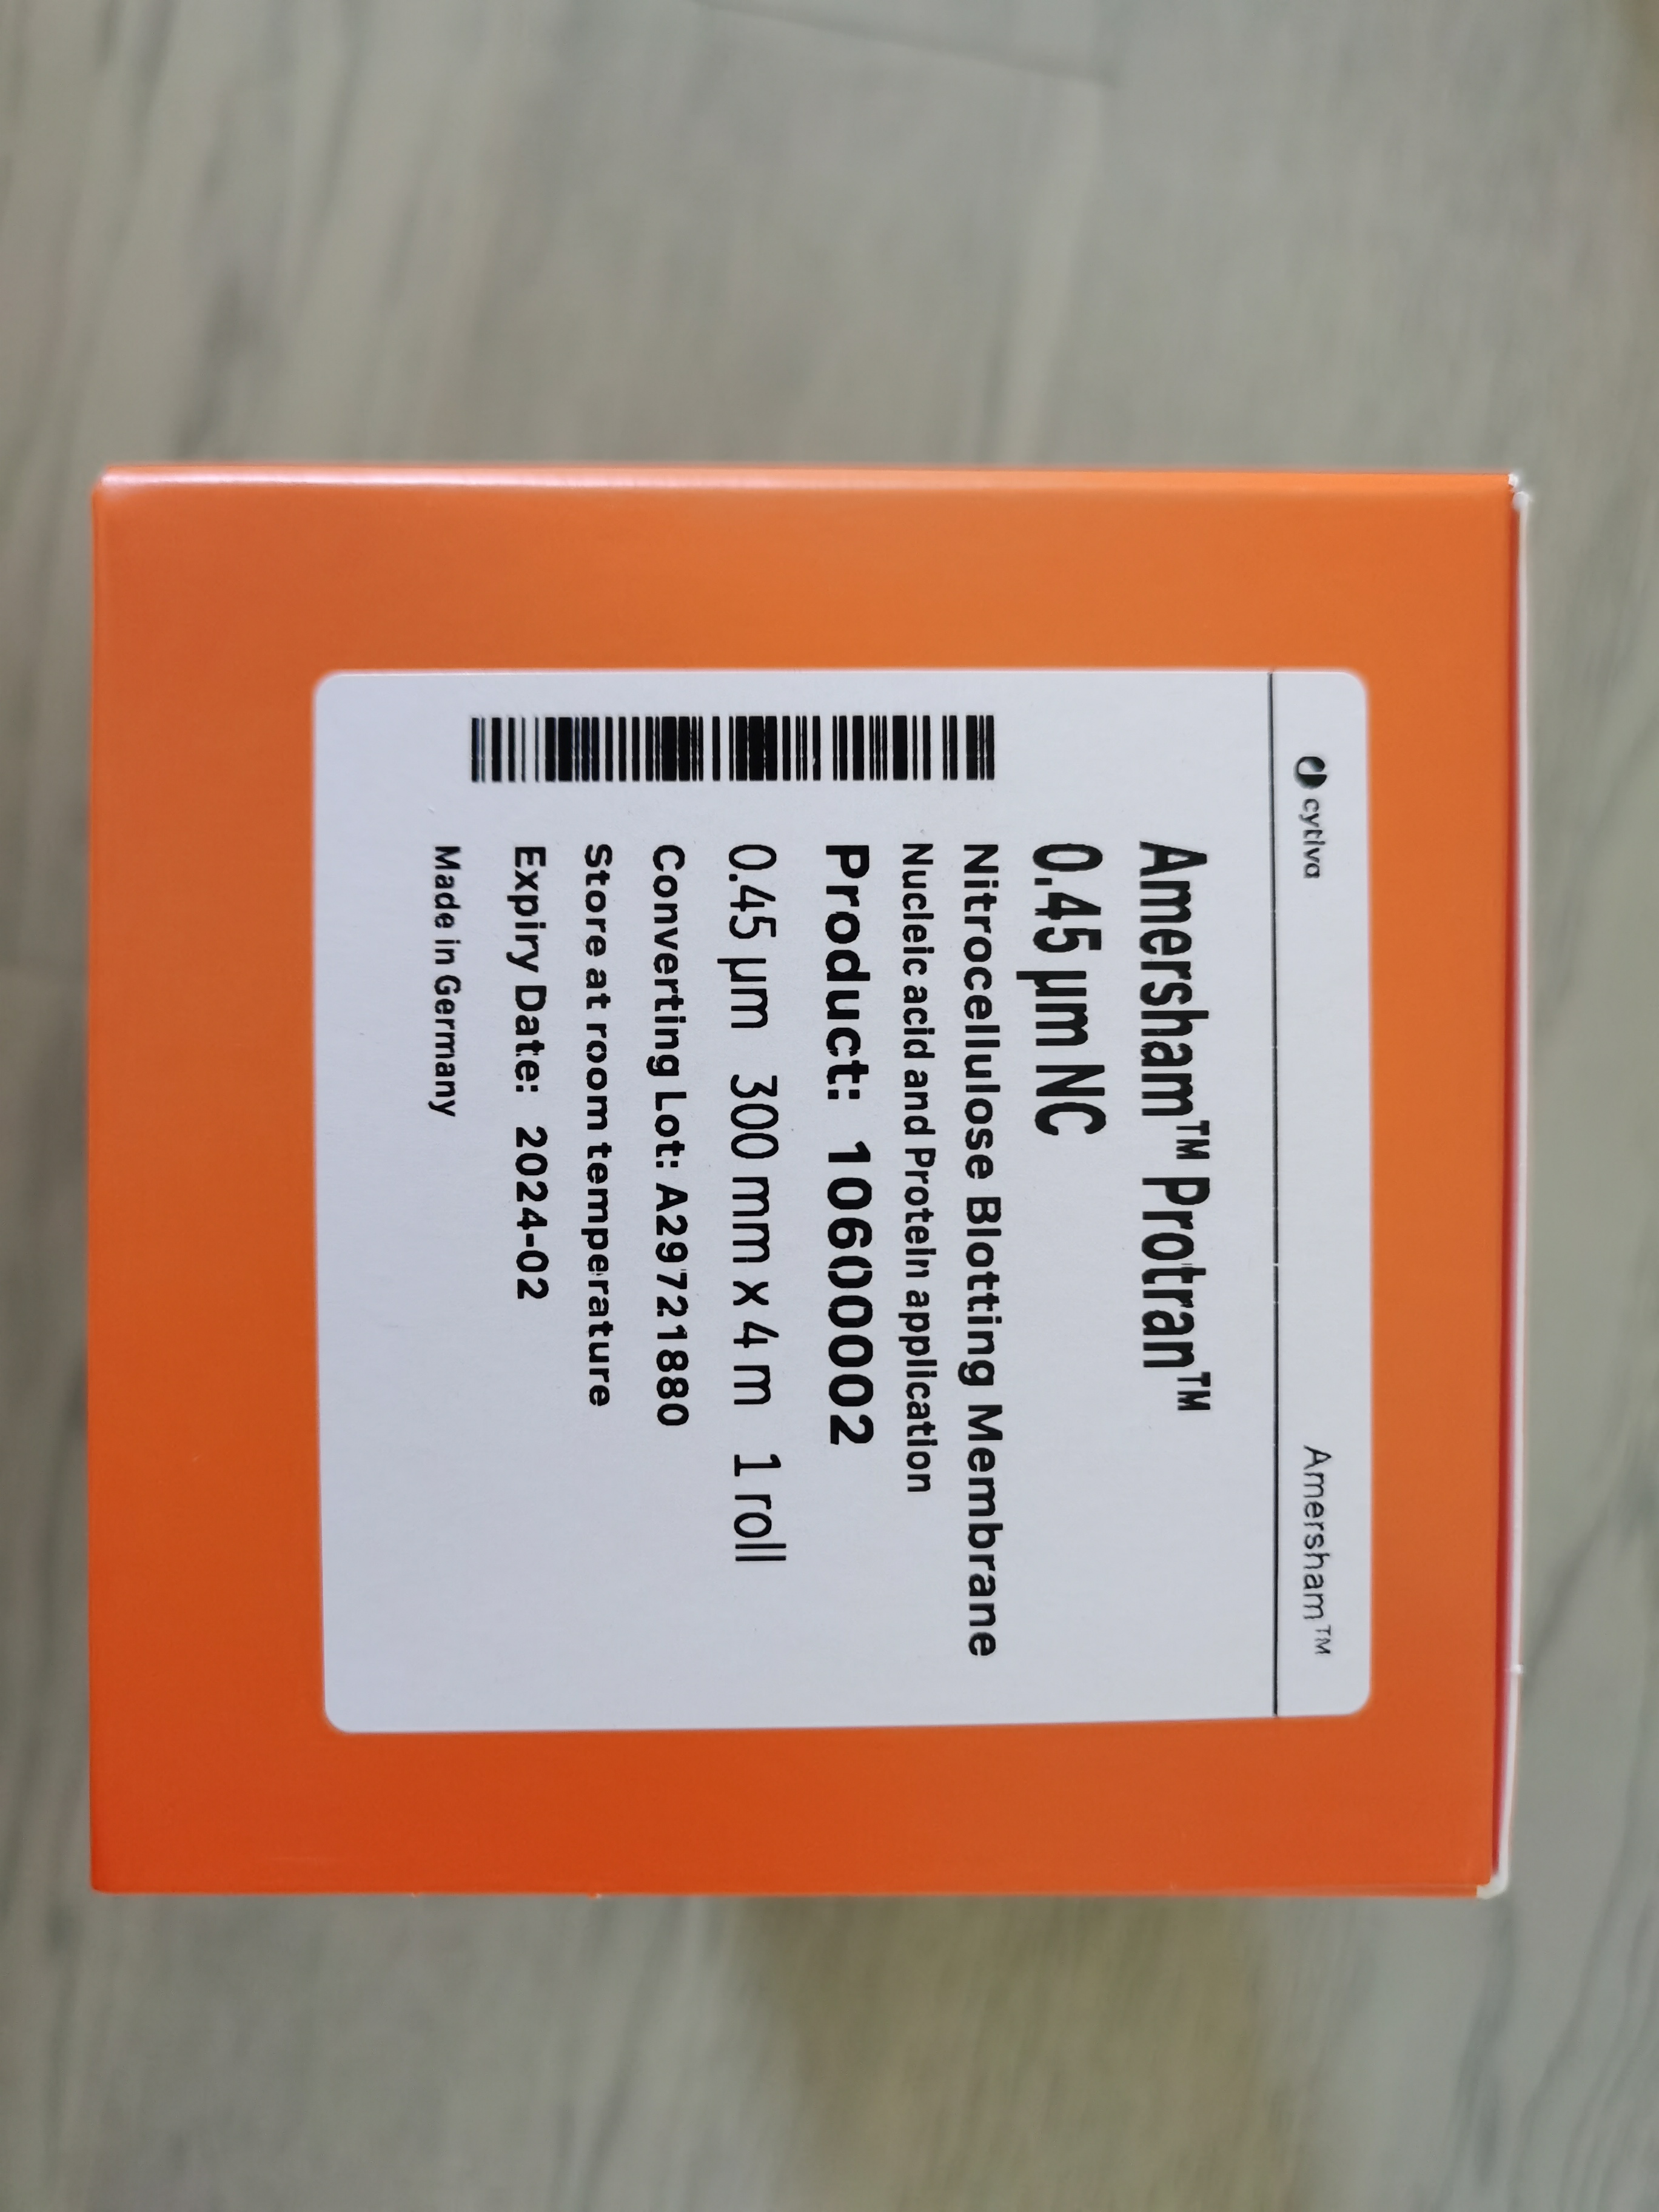 cytiva Amersham™
Amersham™ Protran™
0.45 µm NC
Nitrocellulose Blotting Membrane
Nucleic acid and Protein application
Product: 10600002
0.45 µm 300 mm x 4 m 1 roll
Converting Lot: A29721880
Store at room temperature
Expiry Date: 2024-02
Made in Germany